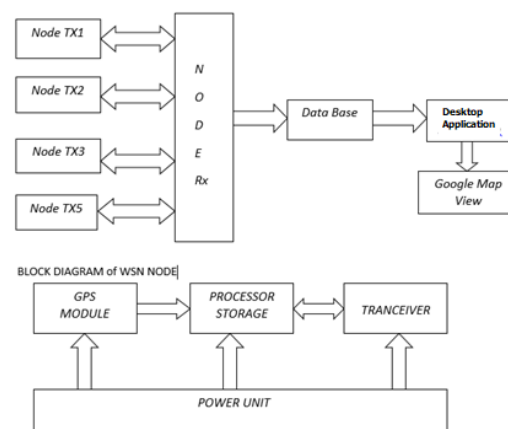 Node TX1
Node TX2
Node TX3
Node TX5
N
O
D
E
Rx
Data Base
Desktop
Application
Google Map
View
BLOCK DIAGRAM of WSN NODE
GPS
MODULE
PROCESSOR
STORAGE
TRANCEIVER
POWER UNIT